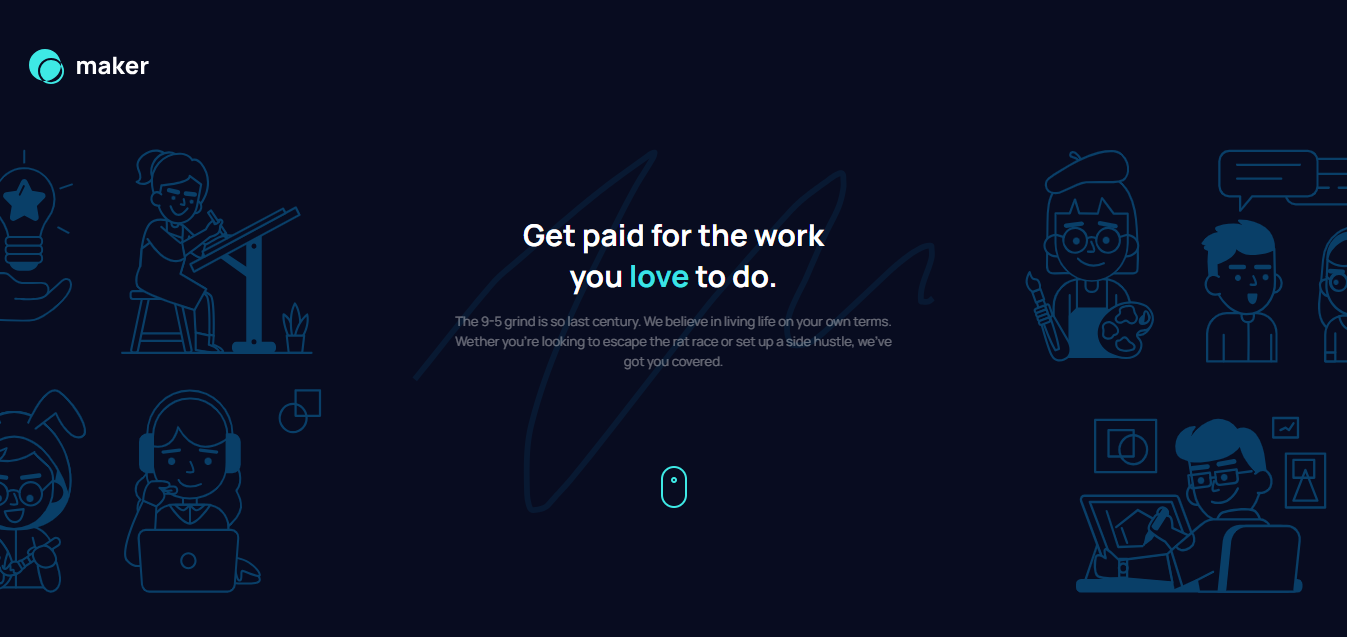 maker
Get paid for the work
you love to do.
The 9-5 grind is so last century. We believe in living life on your own terms.
Wether you're looking to escape the rat race or set up a side hustle, we've
got you covered.